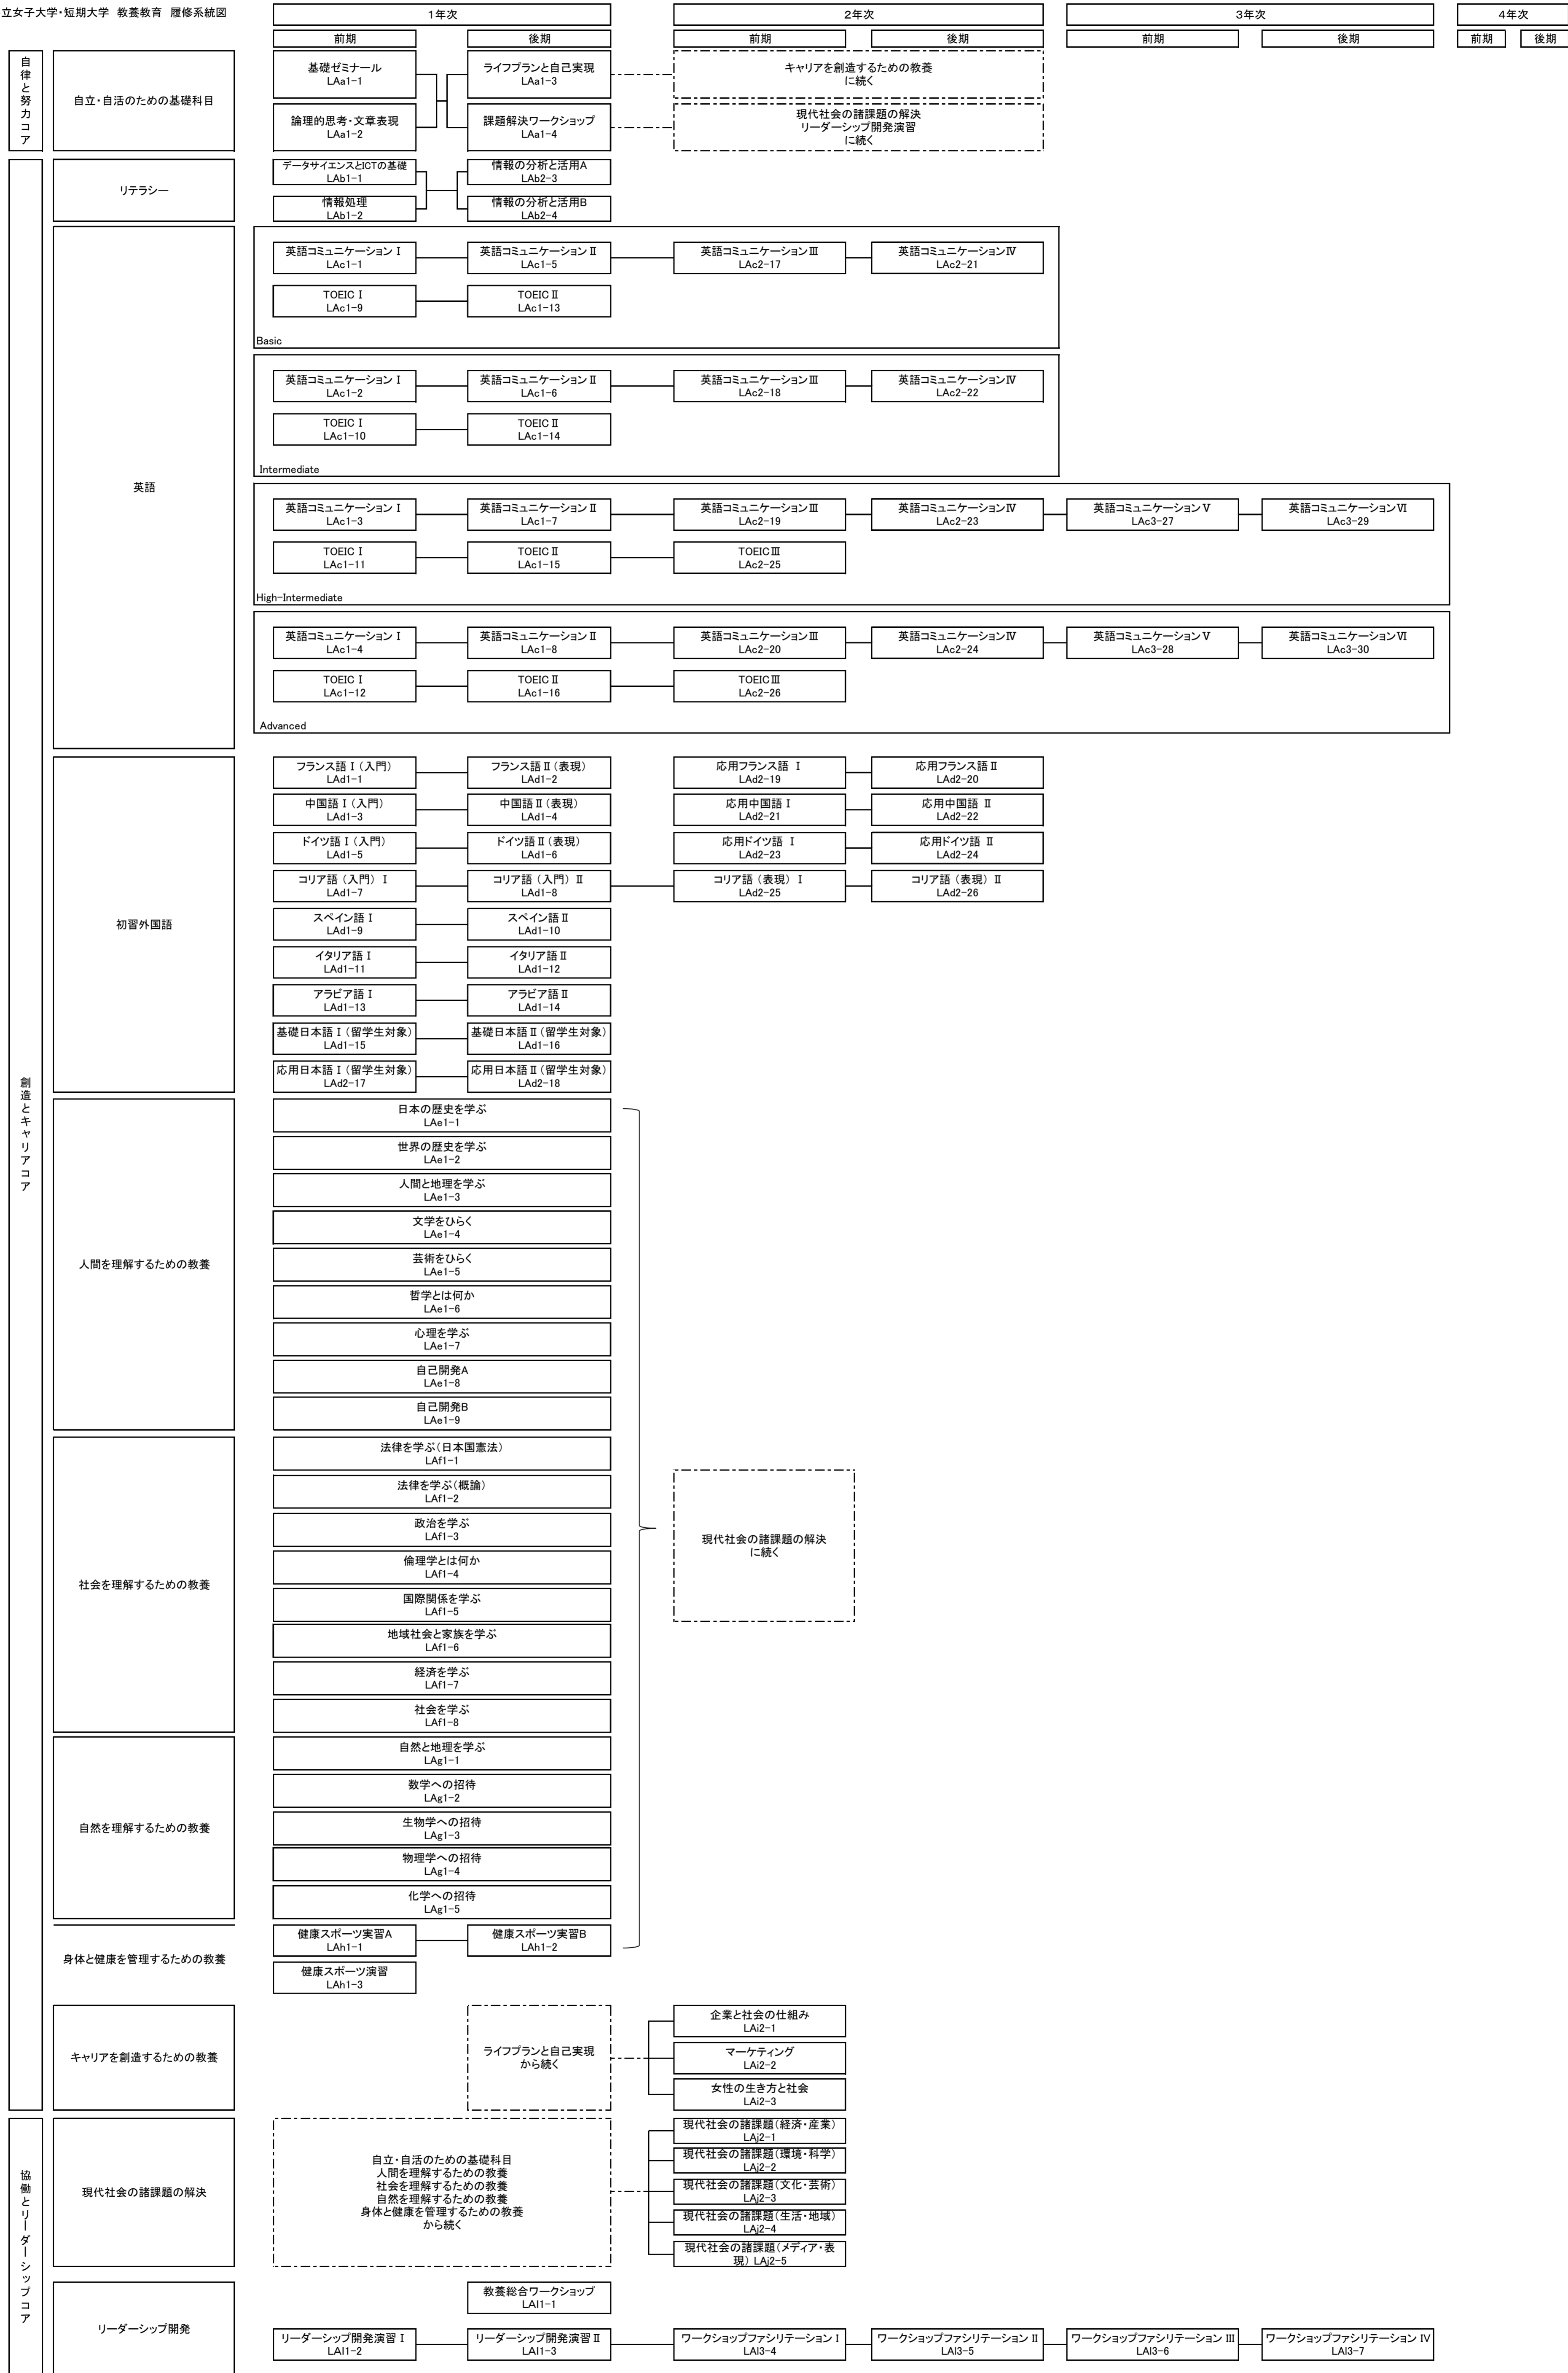 立女子大学・短期大学 教養教育 履修系統図
1年次
2年次
3年次
4年次
前期
後期
前期
後期
前期
後期
前期
後期
自律と努力コア
自立・自活のための基礎科目
基礎ゼミナール
LAa1-1
ライフプランと自己実現
LAa1-3
キャリアを創造するための教養
に続く
論理的思考・文章表現
LAa1-2
課題解決ワークショップ
LAa1-4
現代社会の諸課題の解決
リーダーシップ開発演習
に続く
創造とキャリアコア
リテラシー
データサイエンスとICTの基礎
LAb1-1
情報の分析と活用A
LAb2-3
情報処理
LAb1-2
情報の分析と活用B
LAb2-4
英語
英語コミュニケーションⅠ
LAc1-1
英語コミュニケーションⅡ
LAc1-5
英語コミュニケーションⅢ
LAc2-17
英語コミュニケーションⅣ
LAc2-21
TOEICⅠ
LAc1-9
TOEICⅡ
LAc1-13
Basic
英語コミュニケーションⅠ
LAc1-2
英語コミュニケーションⅡ
LAc1-6
英語コミュニケーションⅢ
LAc2-18
英語コミュニケーションⅣ
LAc2-22
TOEICⅠ
LAc1-10
TOEICⅡ
LAc1-14
Intermediate
英語コミュニケーションⅠ
LAc1-3
英語コミュニケーションⅡ
LAc1-7
英語コミュニケーションⅢ
LAc2-19
英語コミュニケーションⅣ
LAc2-23
英語コミュニケーションⅤ
LAc3-27
英語コミュニケーションⅥ
LAc3-29
TOEICⅠ
LAc1-11
TOEICⅡ
LAc1-15
TOEICⅢ
LAc2-25
High-Intermediate
英語コミュニケーションⅠ
LAc1-4
英語コミュニケーションⅡ
LAc1-8
英語コミュニケーションⅢ
LAc2-20
英語コミュニケーションⅣ
LAc2-24
英語コミュニケーションⅤ
LAc3-28
英語コミュニケーションⅥ
LAc3-30
TOEICⅠ
LAc1-12
TOEICⅡ
LAc1-16
TOEICⅢ
LAc2-26
Advanced
初習外国語
フランス語Ⅰ（入門）
LAd1-1
フランス語Ⅱ（表現）
LAd1-2
応用フランス語 Ⅰ
LAd2-19
応用フランス語Ⅱ
LAd2-20
中国語Ⅰ（入門）
LAd1-3
中国語Ⅱ（表現）
LAd1-4
応用中国語Ⅰ
LAd2-21
応用中国語 Ⅱ
LAd2-22
ドイツ語Ⅰ（入門）
LAd1-5
ドイツ語Ⅱ（表現）
LAd1-6
応用ドイツ語 Ⅰ
LAd2-23
応用ドイツ語 Ⅱ
LAd2-24
コリア語（入門） Ⅰ
LAd1-7
コリア語（入門） Ⅱ
LAd1-8
コリア語（表現） Ⅰ
LAd2-25
コリア語（表現） Ⅱ
LAd2-26
スペイン語Ⅰ
LAd1-9
スペイン語Ⅱ
LAd1-10
イタリア語Ⅰ
LAd1-11
イタリア語Ⅱ
LAd1-12
アラビア語Ⅰ
LAd1-13
アラビア語Ⅱ
LAd1-14
基礎日本語Ⅰ（留学生対象）
LAd1-15
基礎日本語Ⅱ（留学生対象）
LAd1-16
応用日本語Ⅰ（留学生対象）
LAd2-17
応用日本語Ⅱ（留学生対象）
LAd2-18
人間を理解するための教養
日本の歴史を学ぶ
LAe1-1
世界の歴史を学ぶ
LAe1-2
人間と地理を学ぶ
LAe1-3
文学をひらく
LAe1-4
芸術をひらく
LAe1-5
哲学とは何か
LAe1-6
心理を学ぶ
LAe1-7
自己開発A
LAe1-8
自己開発B
LAe1-9
社会を理解するための教養
法律を学ぶ（日本国憲法）
LAf1-1
法律を学ぶ（概論）
LAf1-2
政治を学ぶ
LAf1-3
倫理学とは何か
LAf1-4
国際関係を学ぶ
LAf1-5
地域社会と家族を学ぶ
LAf1-6
経済を学ぶ
LAf1-7
社会を学ぶ
LAf1-8
現代社会の諸課題の解決
に続く
自然を理解するための教養
自然と地理を学ぶ
LAg1-1
数学への招待
LAg1-2
生物学への招待
LAg1-3
物理学への招待
LAg1-4
化学への招待
LAg1-5
身体と健康を管理するための教養
健康スポーツ実習A
LAh1-1
健康スポーツ実習B
LAh1-2
健康スポーツ演習
LAh1-3
キャリアを創造するための教養
ライフプランと自己実現
から続く
企業と社会の仕組み
LAi2-1
マーケティング
LAi2-2
女性の生き方と社会
LAi2-3
協働とリーダーシップコア
現代社会の諸課題の解決
自立・自活のための基礎科目
人間を理解するための教養
社会を理解するための教養
自然を理解するための教養
身体と健康を管理するための教養
から続く
現代社会の諸課題（経済・産業）
LAj2-1
現代社会の諸課題（環境・科学）
LAj2-2
現代社会の諸課題（文化・芸術）
LAj2-3
現代社会の諸課題（生活・地域）
LAj2-4
現代社会の諸課題（メディア・表
現） LAj2-5
リーダーシップ開発
教養総合ワークショップ
LAl1-1
リーダーシップ開発演習Ⅰ
LAl1-2
リーダーシップ開発演習Ⅱ
LAl1-3
ワークショップファシリテーション I
LAl3-4
ワークショップファシリテーション II
LAl3-5
ワークショップファシリテーション III
LAl3-6
ワークショップファシリテーション IV
LAl3-7